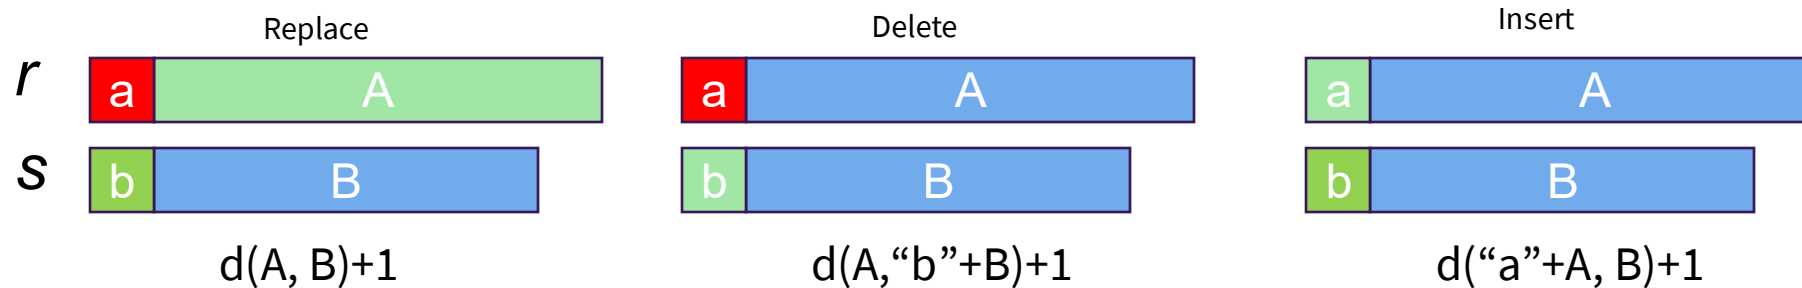 Replace Delete Insert
r a A a A a A
s b B b B b B
d(A, B)+1 d(A,“b”+B)+1 d(“a”+A, B)+1